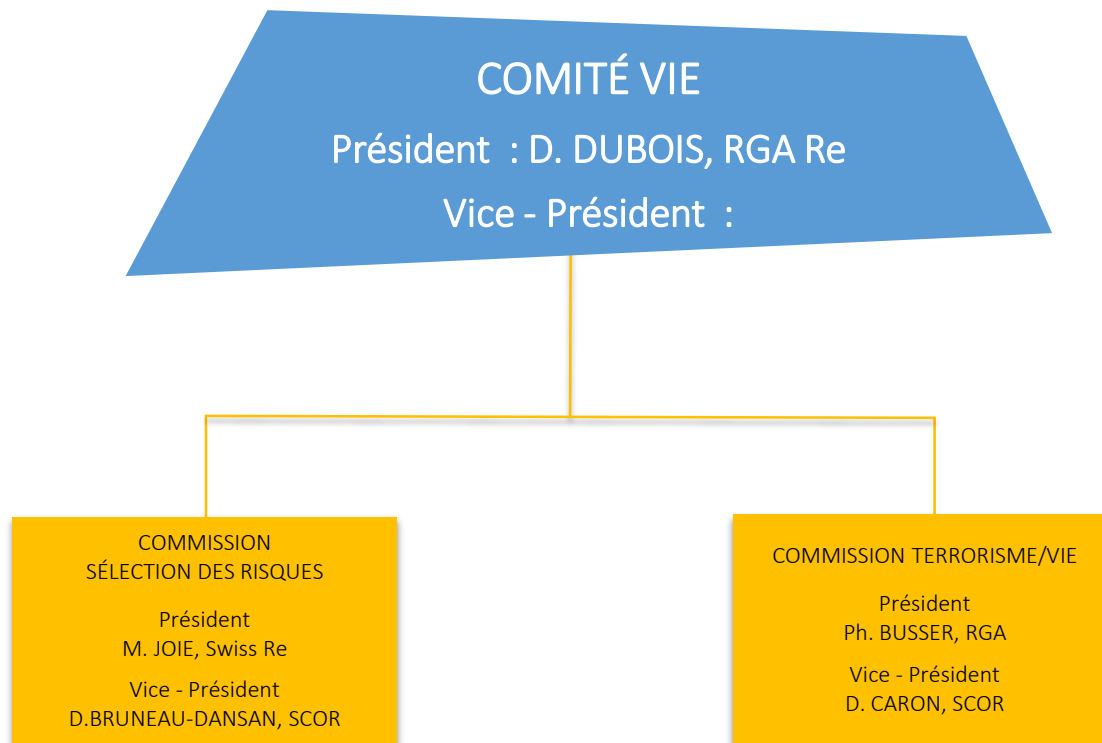 COMITÉ VIE
Président : D. DUBOIS, RGA Re
Vice - Président :
COMMISSION
SÉLECTION DES RISQUES
Président
M. JOIE, Swiss Re
Vice - Président
D.BRUNEAU-DANSAN, SCOR
COMMISSION TERRORISME/VIE
Président
Ph. BUSSER, RGA
Vice - Président
D. CARON, SCOR